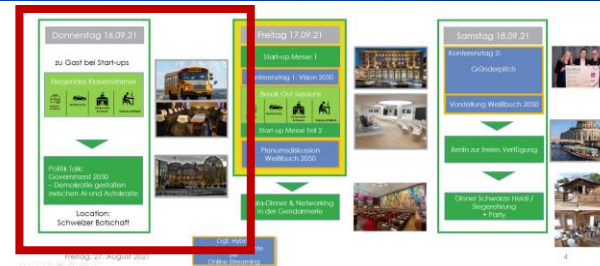 Donnerstag 16.09.21
zu Gast bei Start-ups
Fliegendes Klassenzimmer
Politik Talk:
Government 2050
– Demokratie gestalten
zwischen AI und Autokratie
Location:
Schweizer Botschaft
Freitag 17.09.21
Start-up Messe 1
Konferenztag 1: Vision 2050
Break Out Sessions
Start-up Messe Teil 2
Plenumsdiskussion
Weißbuch 2050
Gala-Dinner & Networking
in der Gendarmerie
Ggf. Hybrid
Online Streaming
Samstag 18.09.21
Konferenztag 2:
Gründerpitch
Vorstellung Weißbuch 2050
Berlin zur freien Verfügung
Dinner Schwarze Heidi /
Siegerehrung
+ Party
Freitag, 27. August 2021
4